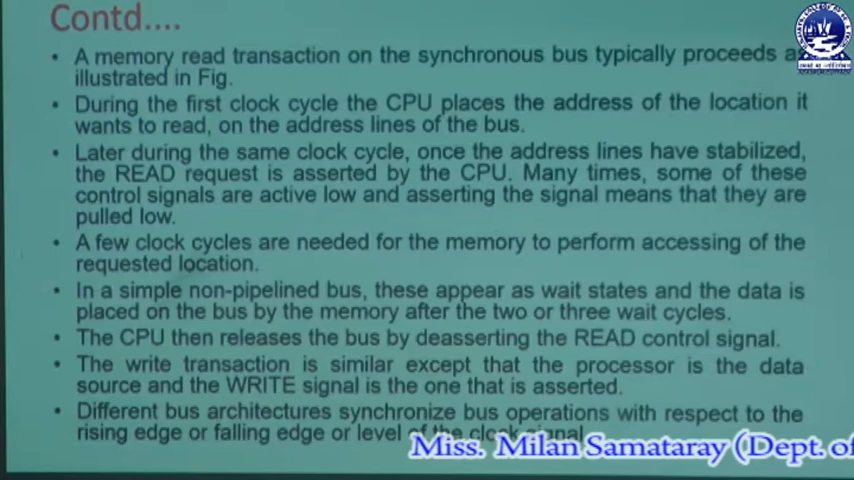 Contd....
• A memory read transaction on the synchronous bus typically proceeds as
illustrated in Fig.
• During the first clock cycle the CPU places the address of the location it
wants to read, on the address lines of the bus.
• Later during the same clock cycle, once the address lines have stabilized,
the READ request is asserted by the CPU. Many times, some of these
control signals are active low and asserting the signal means that they are
pulled low.
• A few clock cycles are needed for the memory to perform accessing of the
requested location.
• In a simple non-pipelined bus, these appear as wait states and the data is
placed on the bus by the memory after the two or three wait cycles.
• The CPU then releases the bus by deasserting the READ control signal.
• The write transaction is similar except that the processor is the data
source and the WRITE signal is the one that is asserted.
• Different bus architectures synchronize bus operations with respect to the
rising edge or falling edge or level of the clock signal
Miss. Milan Samataray (Dept. of